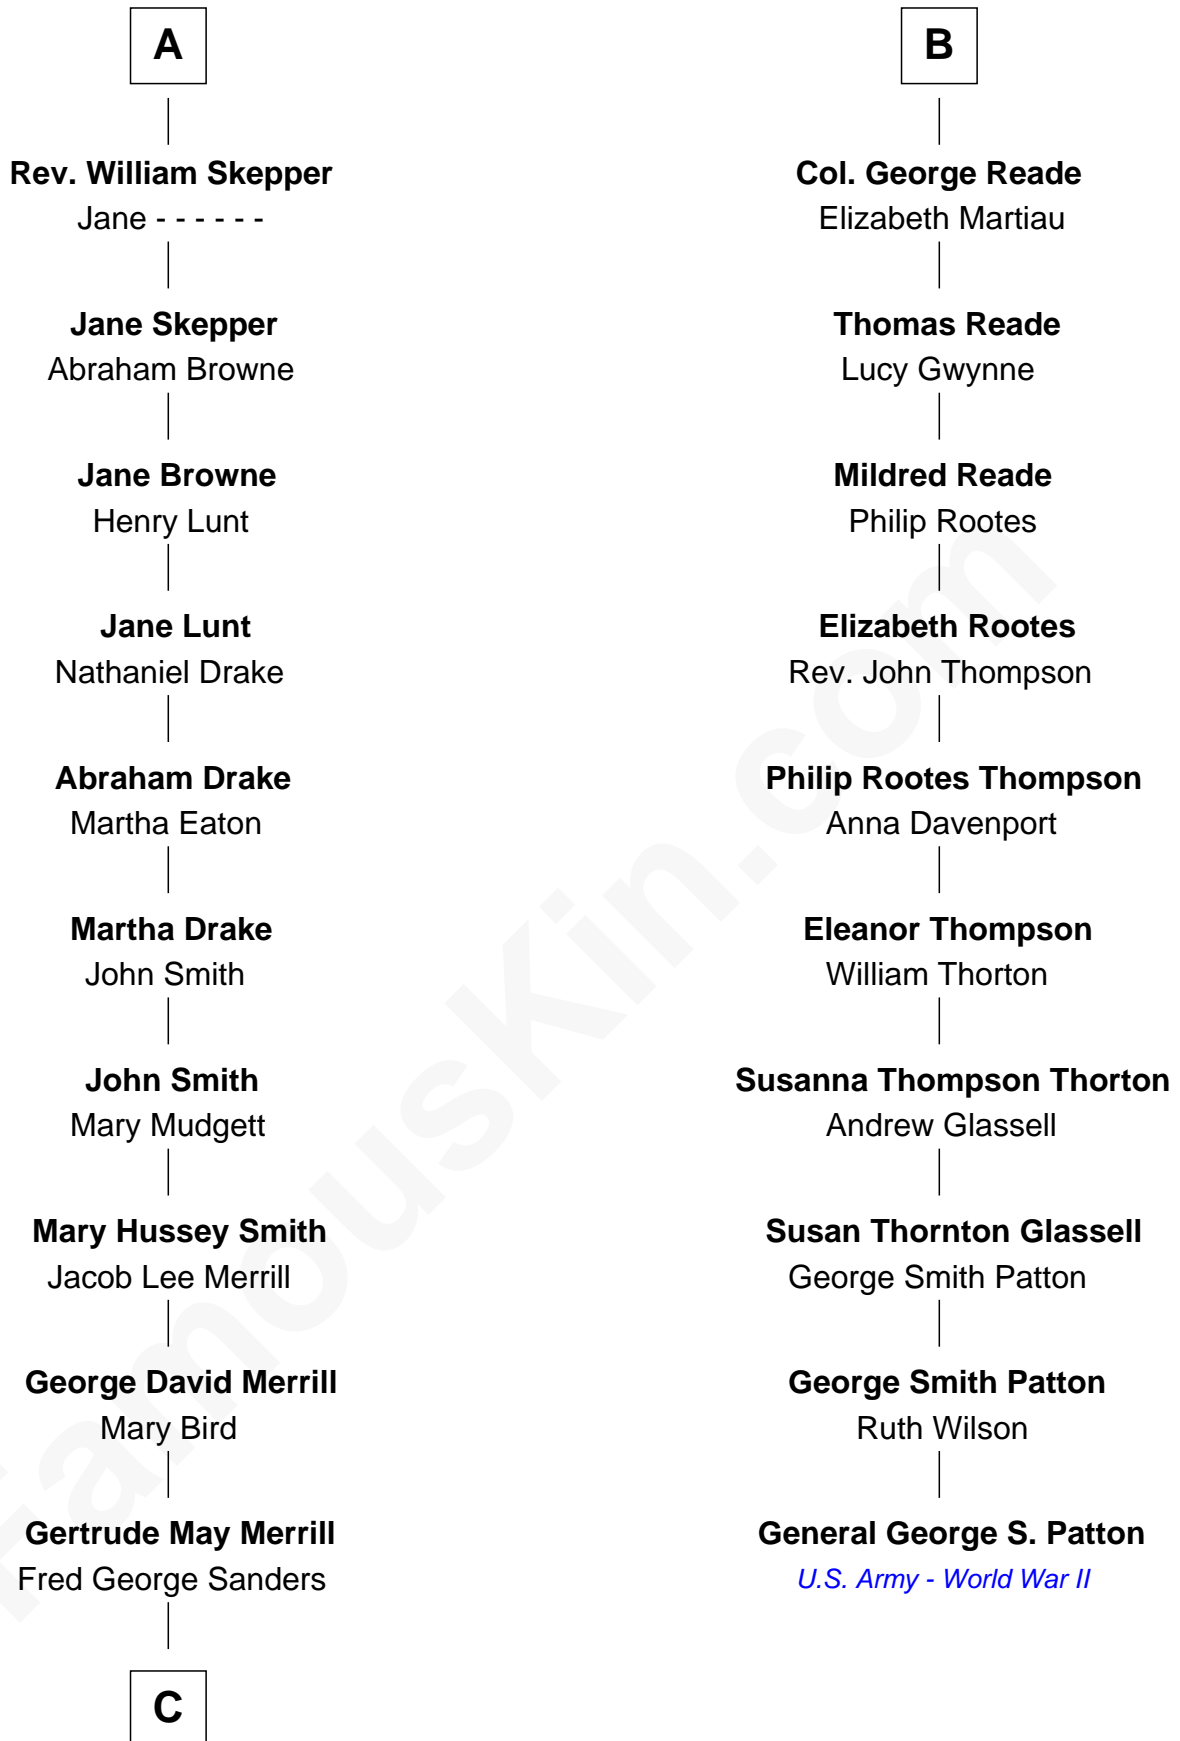 A
Rev. William Skepper
Jane - - - - - -
Jane Skepper
Abraham Browne
Jane Browne
Henry Lunt
Jane Lunt
Nathaniel Drake
Abraham Drake
Martha Eaton
Martha Drake
John Smith
John Smith
Mary Mudgett
Mary Hussey Smith
Jacob Lee Merrill
George David Merrill
Mary Bird
Gertrude May Merrill
Fred George Sanders
C
B
Col. George Reade
Elizabeth Martiau
Thomas Reade
Lucy Gwynne
Mildred Reade
Philip Rootes
Elizabeth Rootes
Rev. John Thompson
Philip Rootes Thompson
Anna Davenport
Eleanor Thompson
William Thorton
Susanna Thompson Thorton
Andrew Glassell
Susan Thornton Glassell
George Smith Patton
George Smith Patton
Ruth Wilson
General George S. Patton
U.S. Army - World War II
FamousKin.com